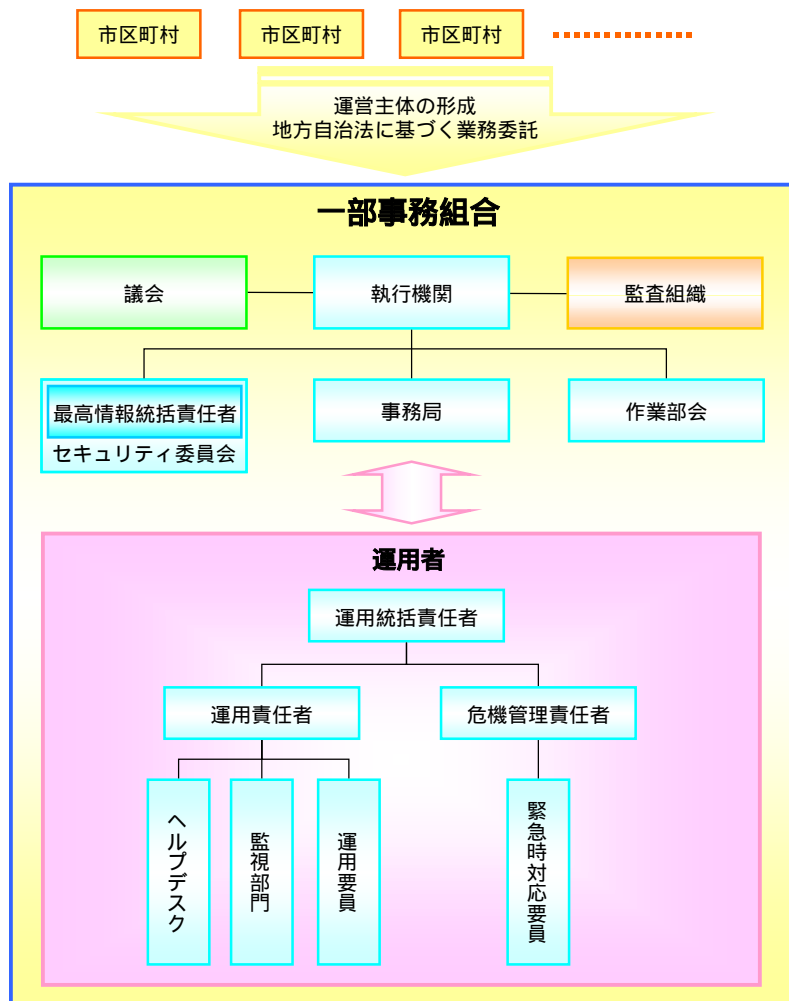 市区町村
市区町村
市区町村
運営主体の形成
地方自治法に基づく業務委託
一部事務組合
議会
執行機関
監査組織
最高情報統括責任者
セキュリティ委員会
事務局
作業部会
運用者
運用統括責任者
運用責任者
危機管理責任者
ヘルプデスク
監視部門
運用要員
緊急時対応要員